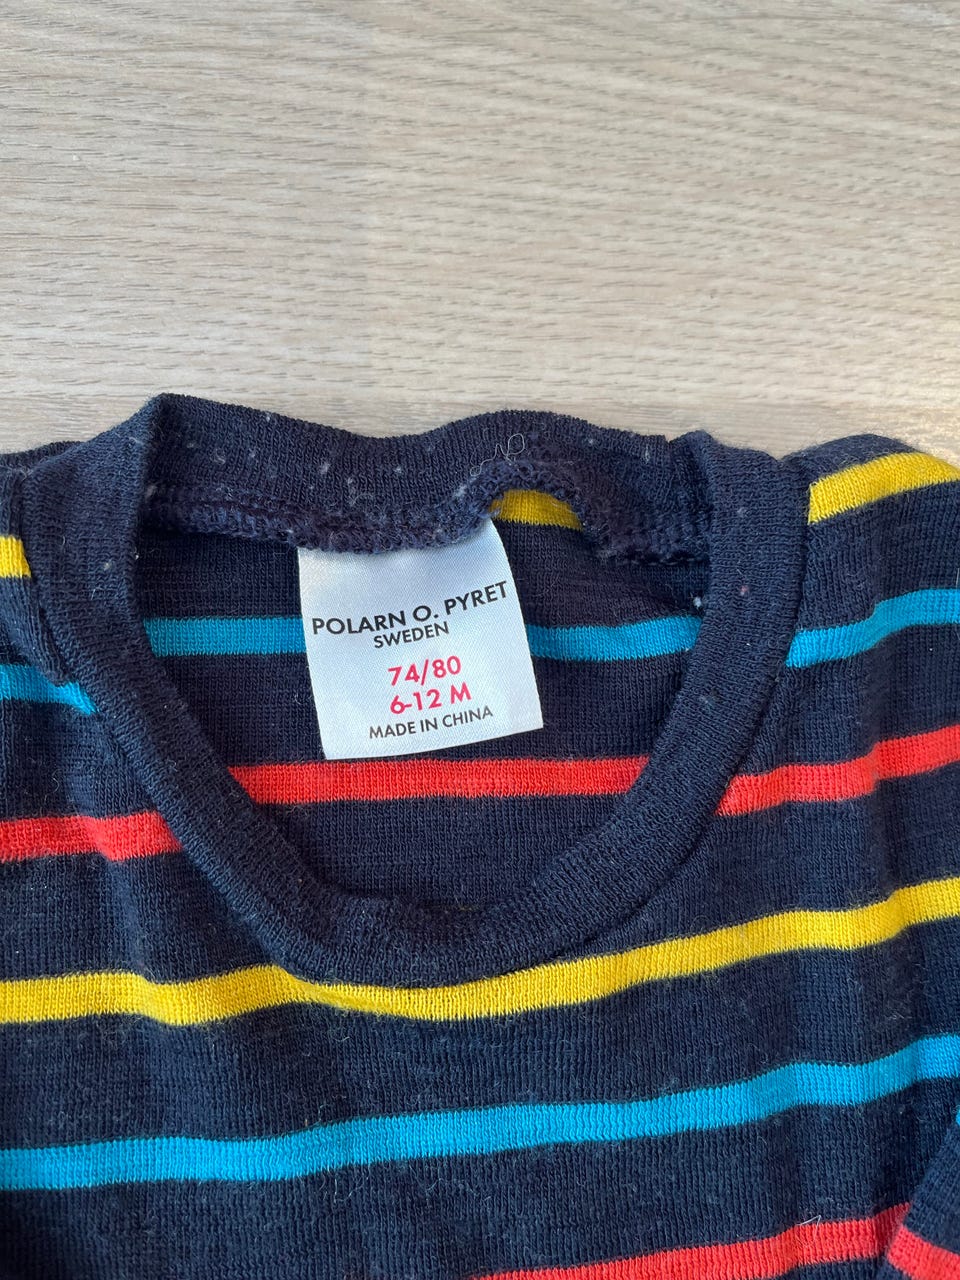 POLARN O. PYRET
SWEDEN
74/80
6-12 M
MADE IN CHINA